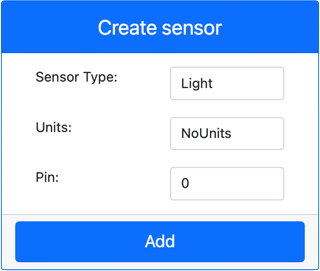 Create sensor
Sensor Type: Light
Units: NoUnits
Pin: 0
Add